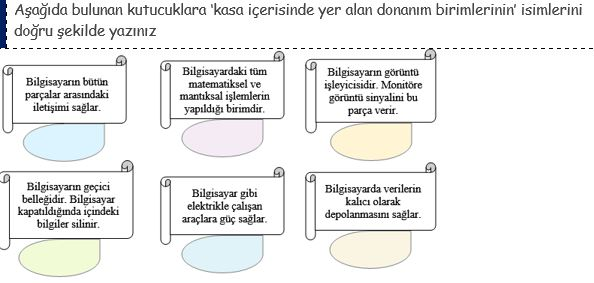 Aşağıda bulunan kutucuklara ‘kasa içerisinde yer alan donanım birimlerinin’ isimlerini
doğru şekilde yazınız
Bilgisayarın bütün
parçalar arasındaki
iletişimi sağlar.
Bilgisayardaki tüm
matematiksel ve
mantıksal işlemlerin
yapıldığı birimdir.
Bilgisayarın görüntü
işleyicisidir. Monitöre
görüntü sinyalini bu
parça verir.
Bilgisayarın geçici
belleğidir. Bilgisayar
kapatıldığında içindeki
bilgiler silinir.
Bilgisayar gibi
elektrikle çalışan
araçlara güç sağlar.
Bilgisayarda verilerin
kalıcı olarak
depolanmasını sağlar.